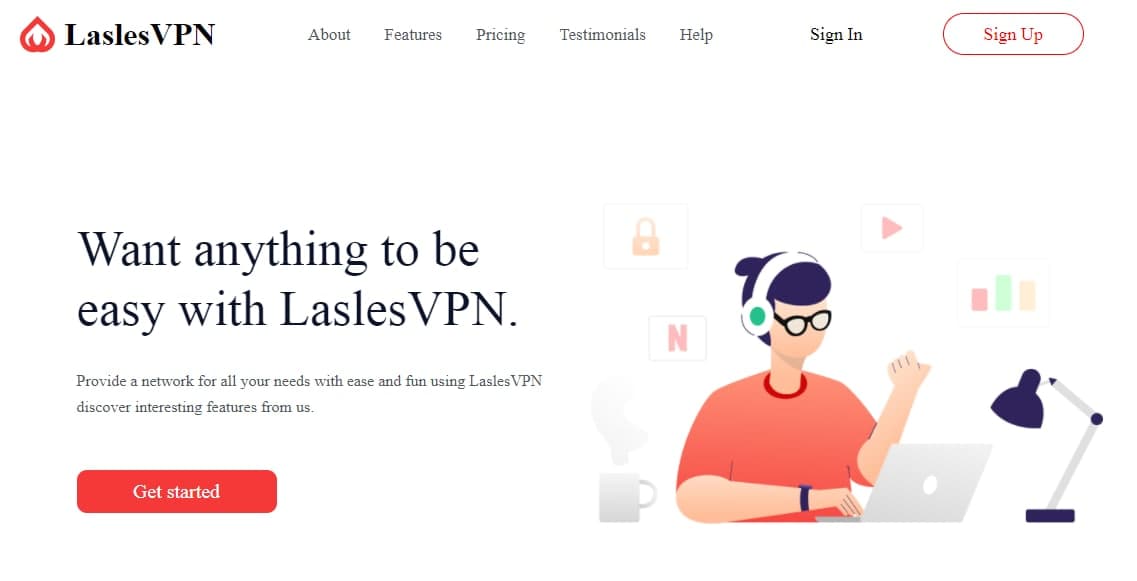 LaslesVPN
About Features Pricing Testimonials Help Sign In Sign Up
Want anything to be
easy with LaslesVPN.
Provide a network for all your needs with ease and fun using LaslesVPN
discover interesting features from us.
Get started
N